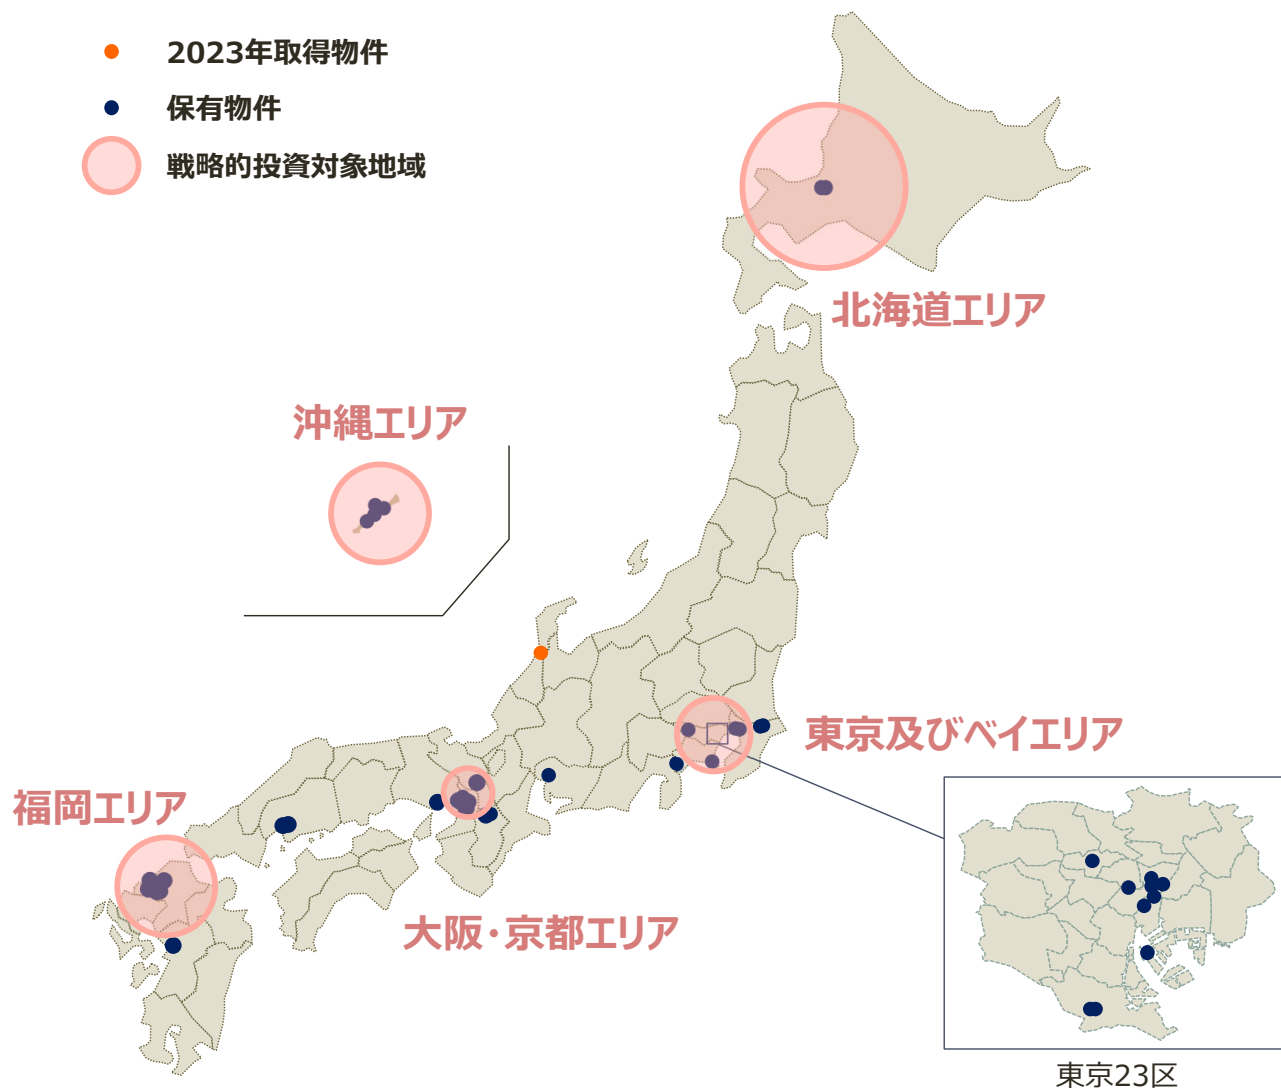 2023年取得物件
保有物件
戦略的投資対象地域
北海道エリア
沖縄エリア
東京及びベイエリア
福岡エリア
大阪・京都エリア
東京23区